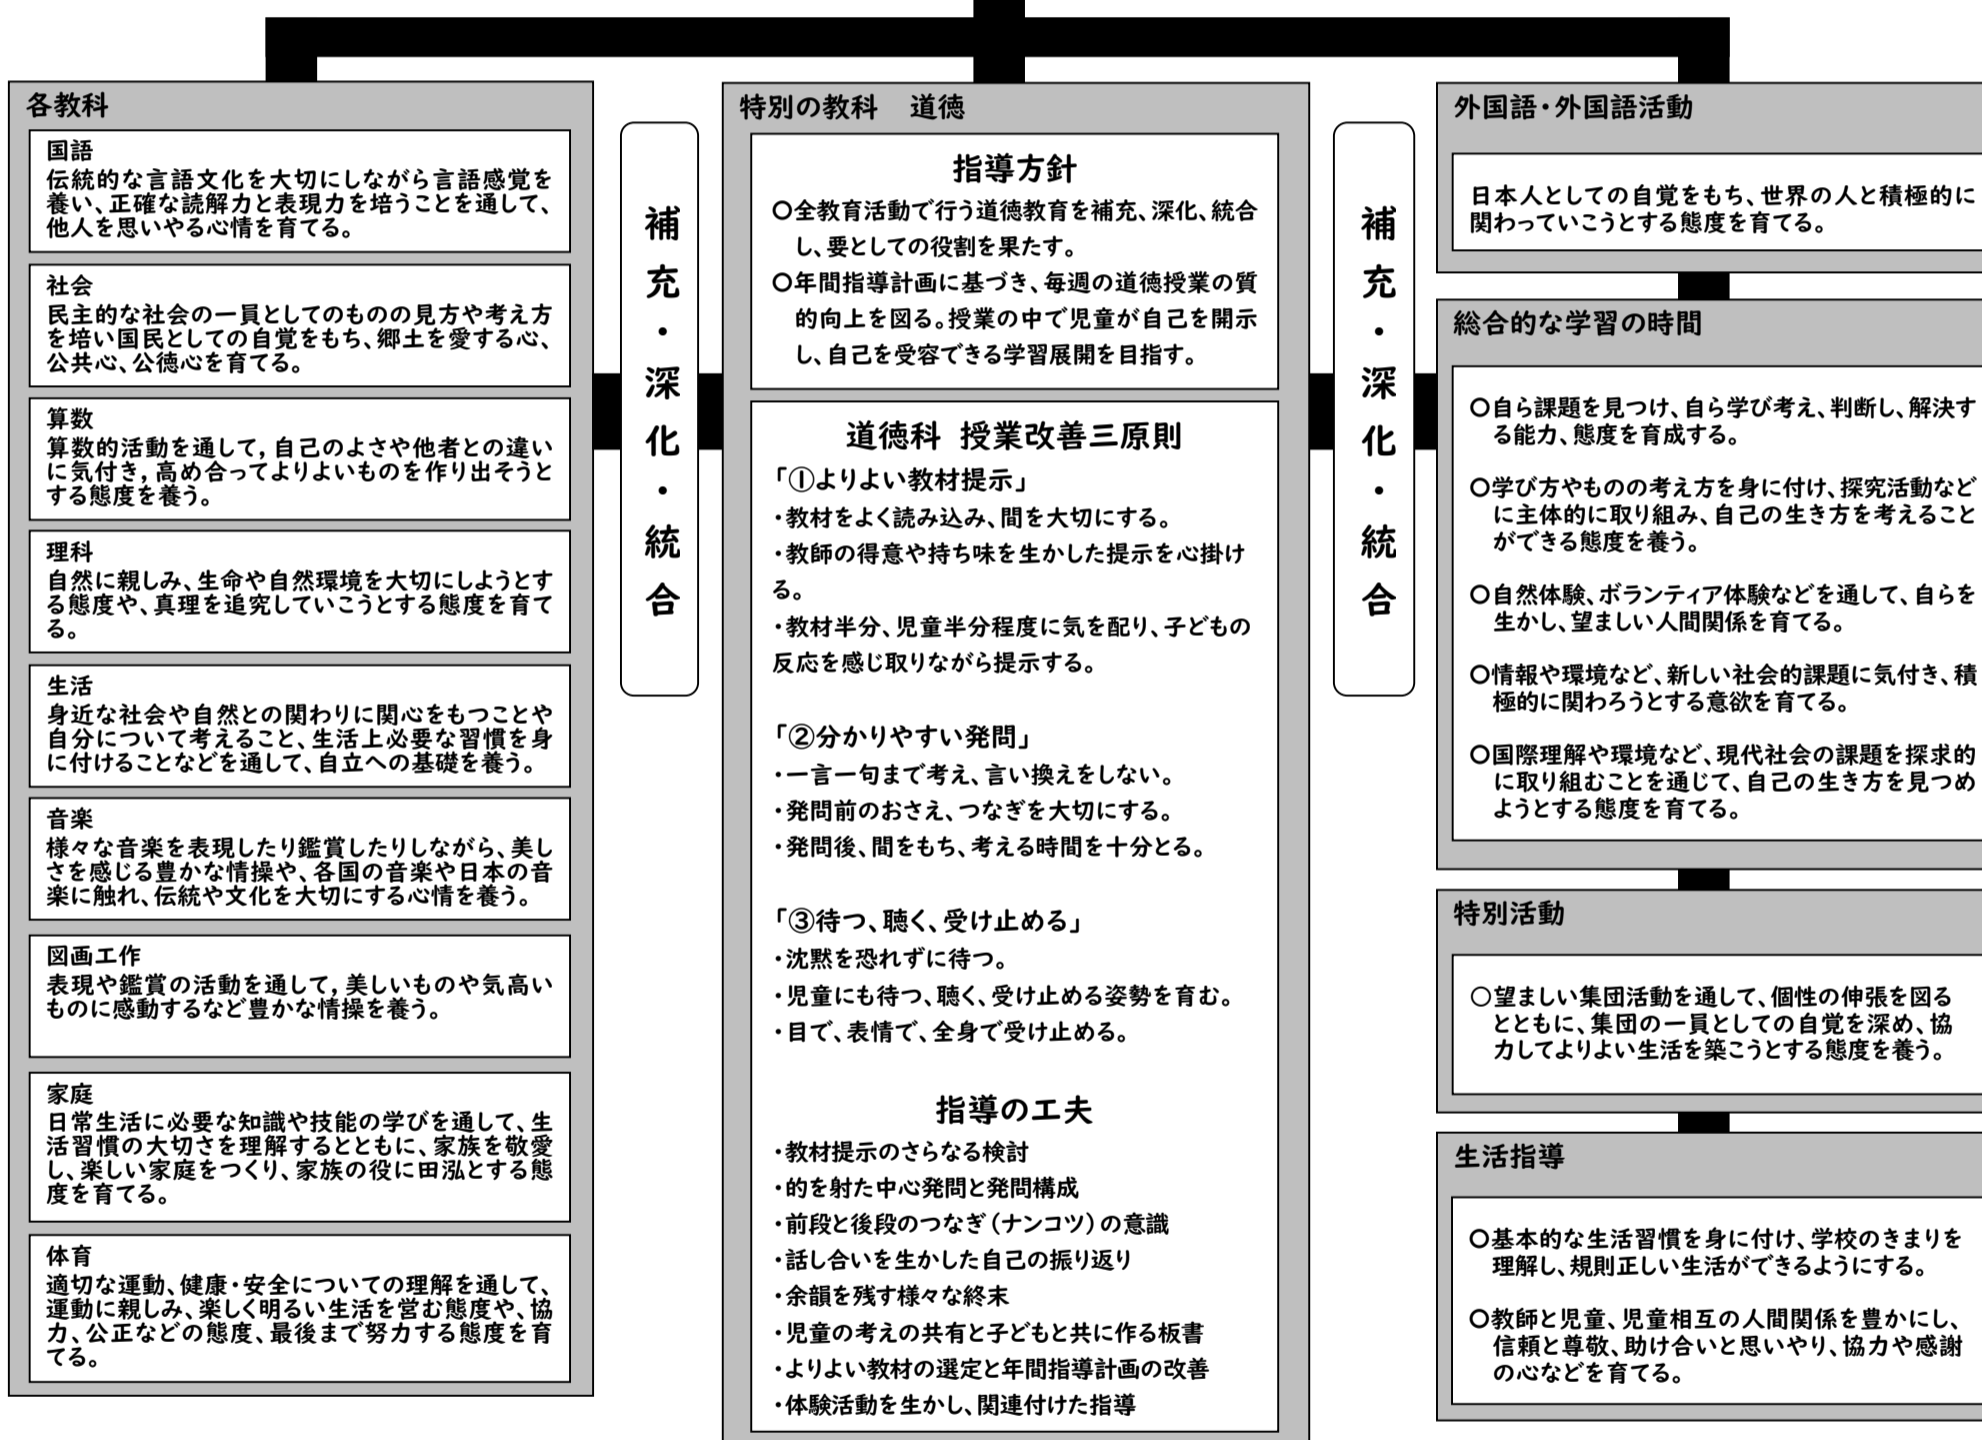 各教科
国語
伝統的な言語文化を大切にしながら言語感覚を
養い、正確な読解力と表現力を培うことを通して、
他人を思いやる心情を育てる。
社会
民主的な社会の一員としてのものの見方や考え方
を培い国民としての自覚をもち、郷土を愛する心、
公共心、公徳心を育てる。
算数
算数的活動を通して，自己のよさや他者との違い
に気付き，高め合ってよりよいものを作り出そうと
する態度を養う。
理科
自然に親しみ、生命や自然環境を大切にしようとす
る態度や、真理を追究していこうとする態度を育て
る。
生活
身近な社会や自然との関わりに関心をもつことや
自分について考えること、生活上必要な習慣を身
に付けることなどを通して、自立への基礎を養う。
音楽
様々な音楽を表現したり鑑賞したりしながら、美し
さを感じる豊かな情操や、各国の音楽や日本の音
楽に触れ、伝統や文化を大切にする心情を養う。
図画工作
表現や鑑賞の活動を通して，美しいものや気高い
ものに感動するなど豊かな情操を養う。
家庭
日常生活に必要な知識や技能の学びを通して、生
活習慣の大切さを理解するとともに、家族を敬愛
し、楽しい家庭をつくり、家族の役に田泓とする態
度を育てる。
体育
適切な運動、健康・安全についての理解を通して、
運動に親しみ、楽しく明るい生活を営む態度や、協
力、公正などの態度、最後まで努力する態度を育
てる。
補充・深化・統合
特別の教科　道徳
指導方針
○全教育活動で行う道徳教育を補充、深化、統合
し、要としての役割を果たす。
○年間指導計画に基づき、毎週の道徳授業の質
的向上を図る。授業の中で児童が自己を開示
し、自己を受容できる学習展開を目指す。
道徳科 授業改善三原則
「①よりよい教材提示」
・教材をよく読み込み、間を大切にする。
・教師の得意や持ち味を生かした提示を心掛け
る。
・教材半分、児童半分程度に気を配り、子どもの
反応を感じ取りながら提示する。
「②分かりやすい発問」
・一言一句まで考え、言い換えをしない。
・発問前のおさえ、つなぎを大切にする。
・発問後、間をもち、考える時間を十分とる。
「③待つ、聴く、受け止める」
・沈黙を恐れずに待つ。
・児童にも待つ、聴く、受け止める姿勢を育む。
・目で、表情で、全身で受け止める。
指導の工夫
・教材提示のさらなる検討
・的を射た中心発問と発問構成
・前段と後段のつなぎ（ナンコツ）の意識
・話し合いを生かした自己の振り返り
・余韻を残す様々な終末
・児童の考えの共有と子どもと共に作る板書
・よりよい教材の選定と年間指導計画の改善
・体験活動を生かし、関連付けた指導
補充・深化・統合
外国語・外国語活動
日本人としての自覚をもち、世界の人と積極的に
関わっていこうとする態度を育てる。
総合的な学習の時間
○自ら課題を見つけ、自ら学び考え、判断し、解決す
る能力、態度を育成する。
○学び方やものの考え方を身に付け、探究活動など
に主体的に取り組み、自己の生き方を考えること
ができる態度を養う。
○自然体験、ボランティア体験などを通して、自らを
生かし、望ましい人間関係を育てる。
○情報や環境など、新しい社会的課題に気付き、積
極的に関わろうとする意欲を育てる。
○国際理解や環境など、現代社会の課題を探求的
に取り組むことを通じて、自己の生き方を見つめ
ようとする態度を育てる。
特別活動
○望ましい集団活動を通して、個性の伸張を図る
とともに、集団の一員としての自覚を深め、協
力してよりよい生活を築こうとする態度を養う。
生活指導
○基本的な生活習慣を身に付け、学校のきまりを
理解し、規則正しい生活ができるようにする。
○教師と児童、児童相互の人間関係を豊かにし、
信頼と尊敬、助け合いと思いやり、協力や感謝
の心などを育てる。